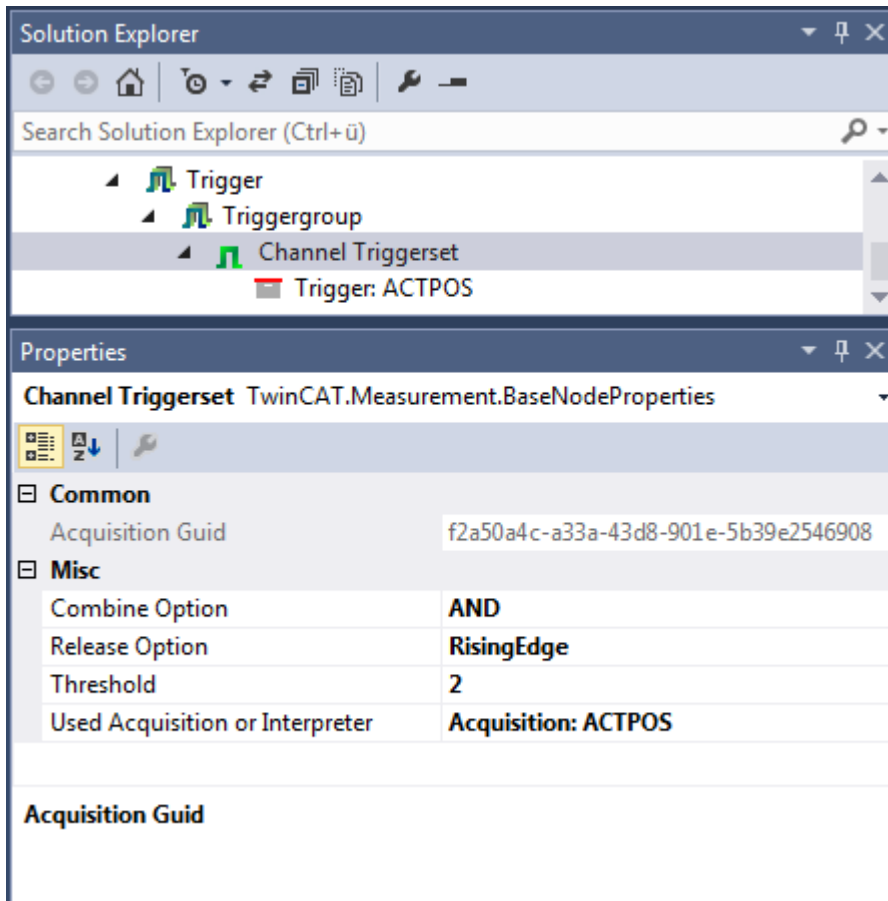 Solution Explorer
Search Solution Explorer (Ctrl+ü)
Trigger
Triggergroup
Channel Triggerset
Trigger: ACTPOS
Properties
Channel Triggerset TwinCAT.Measurement.BaseNodeProperties
Common
Acquisition Guid f2a50a4c-a33a-43d8-901e-5b39e2546908
Misc
Combine Option AND
Release Option RisingEdge
Threshold 2
Used Acquisition or Interpreter Acquisition: ACTPOS
Acquisition Guid